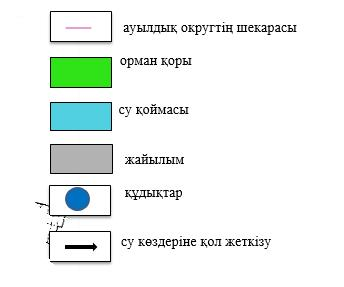 ауылдық округтің шекарасы
орман қоры
су қоймасы
жайылым
құдықтар
су көздеріне қол жеткізу